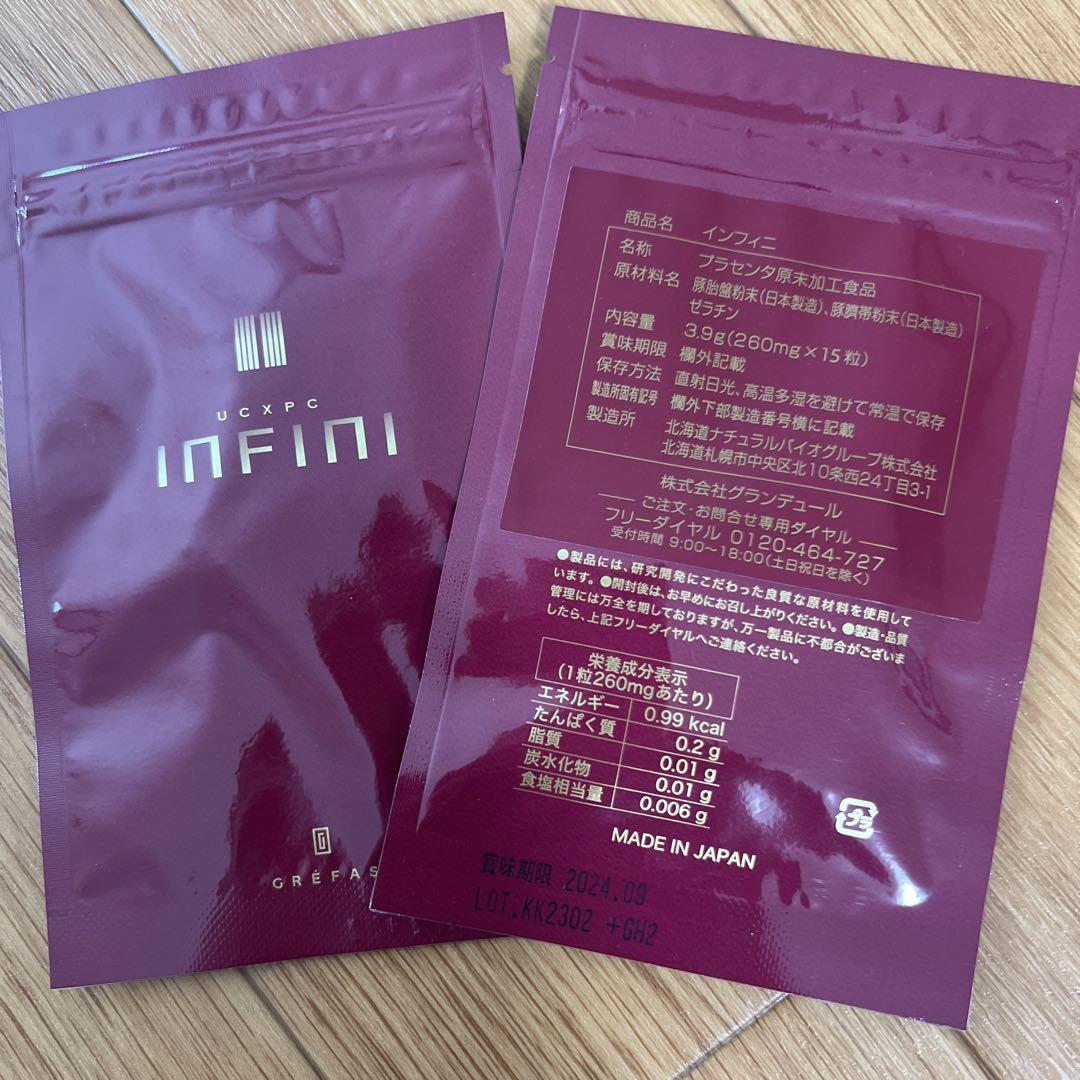 UCXPC
INFINI
GRÉFAS
商品名 インフィニ
名称 プラセンタ原末加工食品
原材料名 豚胎盤粉末(日本製造)、豚臍帯粉末(日本製造)
ゼラチン
内容量 3.9g(260mg×15粒)
賞味期限 欄外記載
保存方法 直射日光、高温多湿を避けて常温で保存
製造所固有記号 欄外下部製造番号横に記載
製造所 北海道ナチュラルバイオグループ株式会社
北海道札幌市中央区北10条西24丁目3-1
株式会社グランデュール
ご注文・お問合せ専用ダイヤル
フリーダイヤル 0120-464-727
受付時間 9:00〜18:00(土日祝日を除く)
●製品には、研究開発にこだわった良質な原材料を使用して
います。●開封後は、お早めにお召し上がりください。●製造・品質
管理には万全を期しておりますが、万一製品に不都合がございま
したら、上記フリーダイヤルへご連絡ください。
栄養成分表示
(1粒260mgあたり)
エネルギー 0.99 kcal
たんぱく質 0.2 g
脂質 0.01 g
炭水化物 0.01 g
食塩相当量 0.006 g
プラ
MADE IN JAPAN
賞味期限 2024.09
LOT.KK2302 +GH2